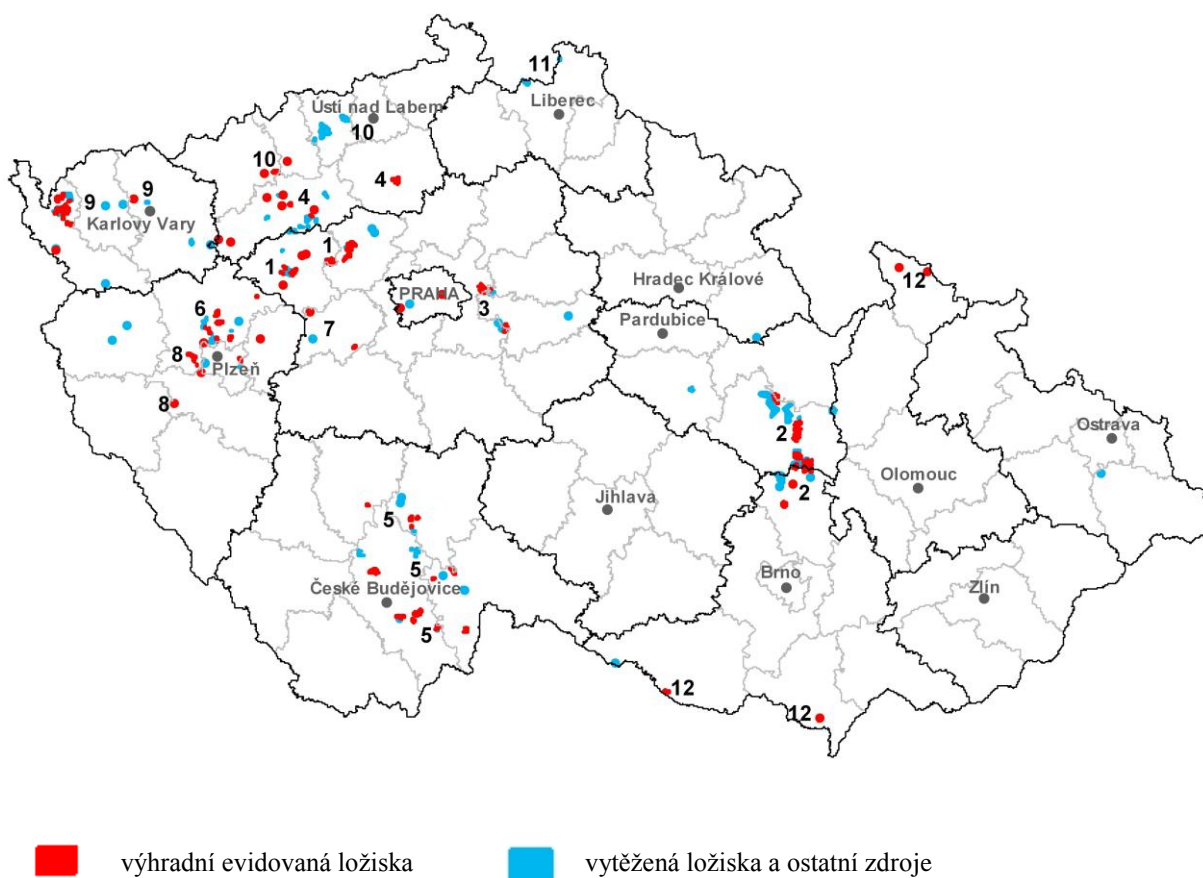 11
Liberec
Ústí nad Labem
10
10
4
9
9
4
Karlovy Vary
1
1
Hradec Králové
12
PRAHA
3
6
Pardubice
7
8
Plzeň
8
2
Ostrava
Olomouc
2
Jihlava
5
5
Brno
Zlín
České Budějovice
5
12
12
výhradní evidovaná ložiska
vytěžená ložiska a ostatní zdroje